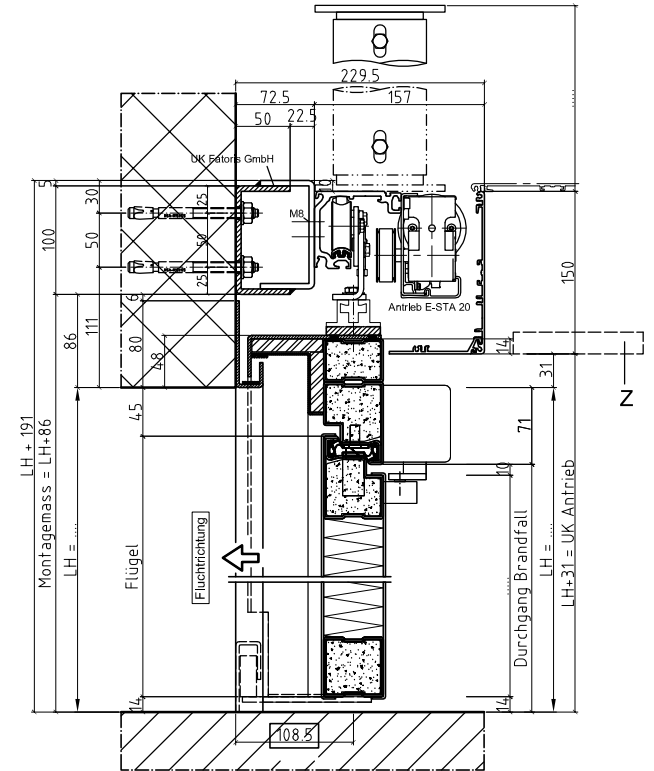 229.5
72.5
157
50
22.5
UK Fatoris GmbH
5
30
25
100
M8
50
50
25
150
6
Antrieb E-STA 20
111
86
80
48
14
31
Z
45
71
LH + 191
Montagemass = LH+86
LH = ....
Flügel
Fluchtrichtung
10
Durchgang Brandfall
LH = ....
LH+31 = UK Antrieb
14
14
108.5